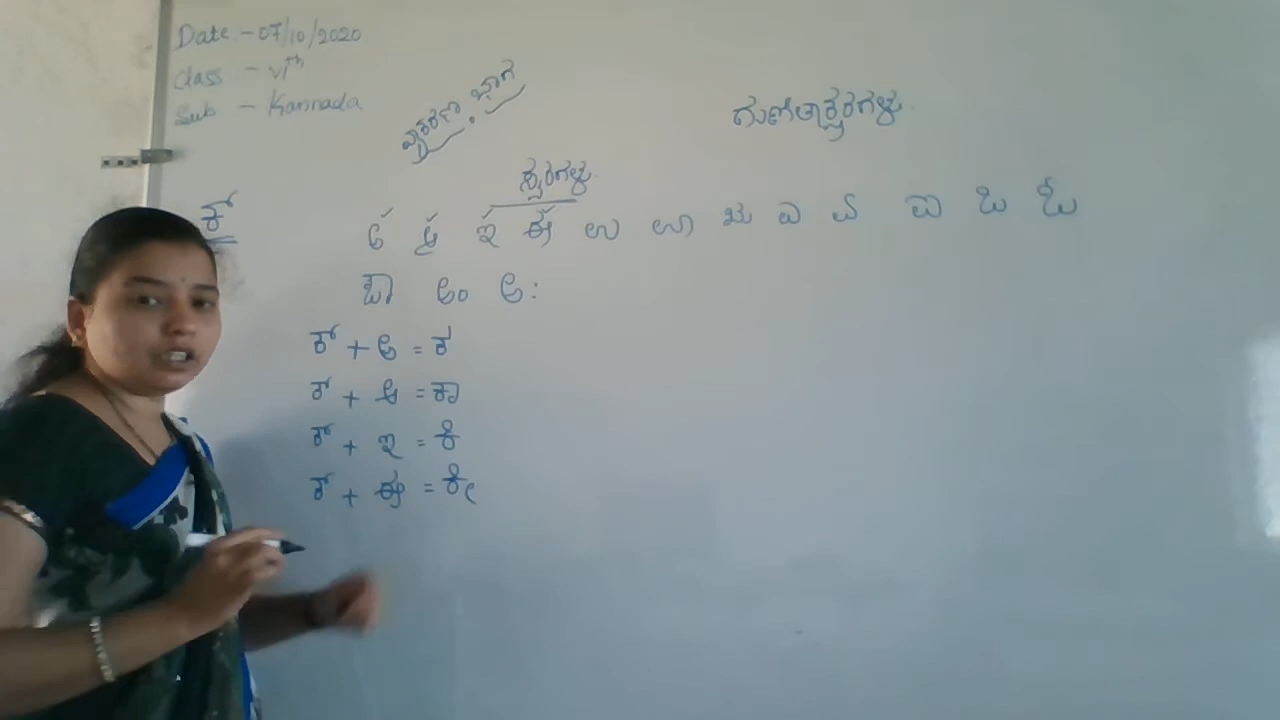 Date - 07/10/2020
Class - VIth
Sub - Kannada
ವ್ಯಾಕರಣ ಭಾಗ
ಗುಣಿತಾಕ್ಷರಗಳು.
ಸ್ವರಗಳು.
ಕ್
ಅ ಆ ಇ ಈ ಉ ಊ ಋ ಎ ಏ ಐ ಒ ಓ
ಔ ಅಂ ಅ:
ಕ್ + ಅ = ಕ
ಕ್ + ಆ = ಕಾ
ಕ್ + ಇ = ಕಿ
ಕ್ + ಈ = ಕೀ